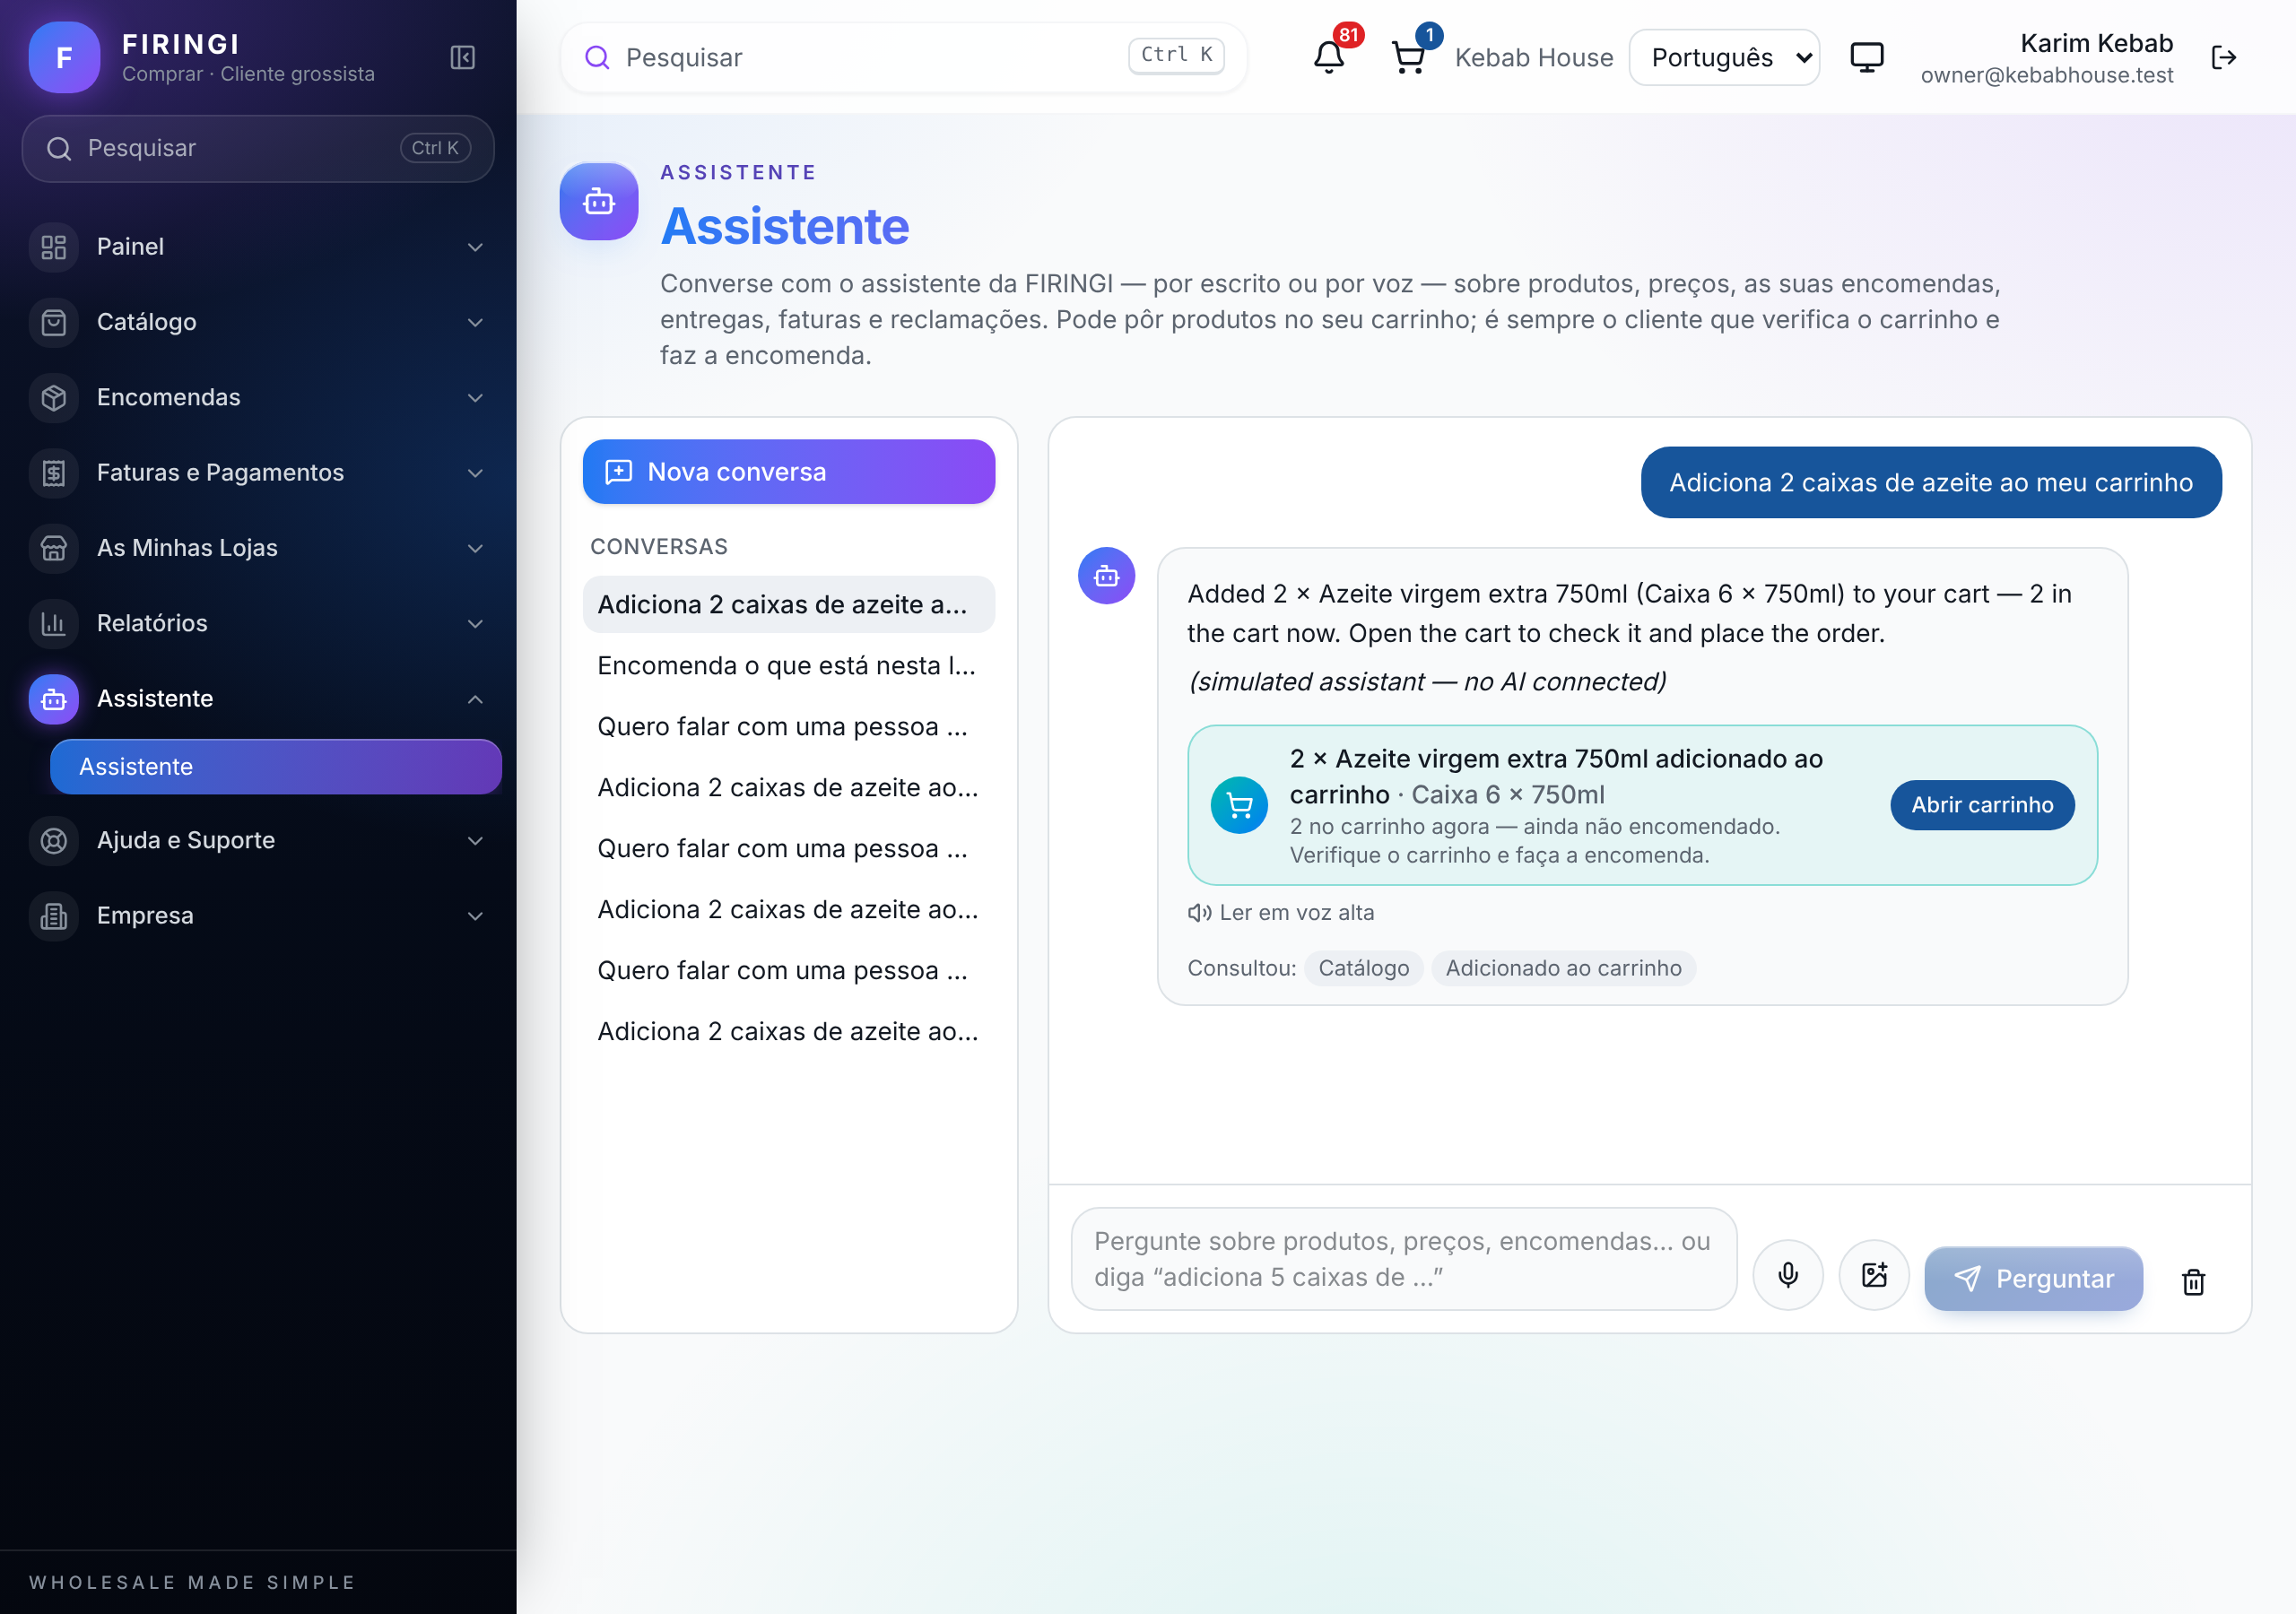 F
FIRINGI
Comprar · Cliente grossista
Pesquisar
Ctrl K
Painel
Catálogo
Encomendas
Faturas e Pagamentos
As Minhas Lojas
Relatórios
Assistente
Assistente
Ajuda e Suporte
Empresa
WHOLESALE MADE SIMPLE
Pesquisar
Ctrl K
81
1
Kebab House
Português
Karim Kebab
owner@kebabhouse.test
ASSISTENTE
Assistente
Converse com o assistente da FIRINGI — por escrito ou por voz — sobre produtos, preços, as suas encomendas,
entregas, faturas e reclamações. Pode pôr produtos no seu carrinho; é sempre o cliente que verifica o carrinho e
faz a encomenda.
Nova conversa
CONVERSAS
Adiciona 2 caixas de azeite a...
Encomenda o que está nesta l...
Quero falar com uma pessoa ...
Adiciona 2 caixas de azeite ao...
Quero falar com uma pessoa ...
Adiciona 2 caixas de azeite ao...
Quero falar com uma pessoa ...
Adiciona 2 caixas de azeite ao...
Adiciona 2 caixas de azeite ao meu carrinho
Added 2 × Azeite virgem extra 750ml (Caixa 6 × 750ml) to your cart — 2 in
the cart now. Open the cart to check it and place the order.
(simulated assistant — no AI connected)
2 × Azeite virgem extra 750ml adicionado ao
carrinho · Caixa 6 × 750ml
2 no carrinho agora — ainda não encomendado.
Verifique o carrinho e faça a encomenda.
Abrir carrinho
Ler em voz alta
Consultou: Catálogo Adicionado ao carrinho
Pergunte sobre produtos, preços, encomendas... ou
diga “adiciona 5 caixas de ...”
Perguntar